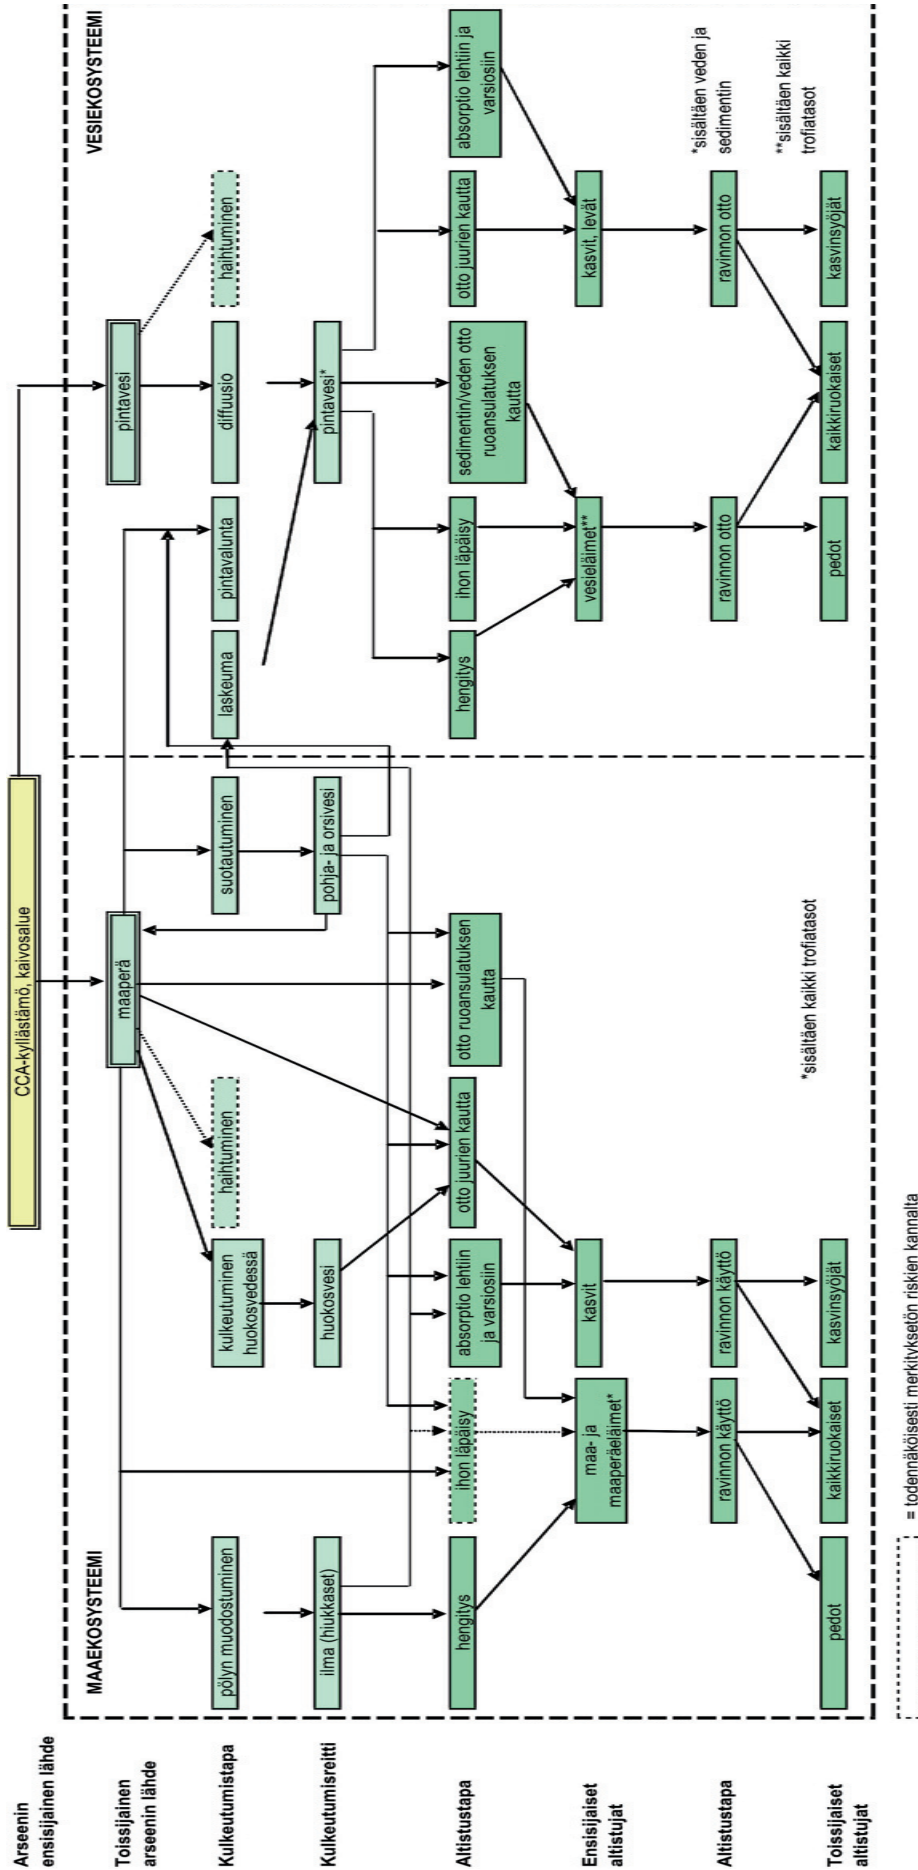 Arseenin
ensisijainen lähde
CCA-kyllästämö, kaivosalue
MAAEKOSYSTEEMI
VESIEKOSYSTEEMI
Toissijainen
arseenin lähde
maaperä
pintavesi
Kulkeutumistapa
pölyn muodostuminen
kulkeutuminen
huokosvedessä
haihtuminen
suotautuminen
laskeuma
pintavalunta
diffuusio
haihtuminen
Kulkeutumisreitti
ilma (hiukkaset)
huokosvesi
pohja- ja orsivesi
pintavesi*
Altistustapa
hengitys
ihon läpäisy
absorptio lehtiin
ja varsiosiin
otto juurien kautta
otto ruoansulatuksen
kautta
hengitys
ihon läpäisy
sedimentin/veden otto
ruoansulatuksen
kautta
otto juurien kautta
absorptio lehtiin ja
varsiosiin
Ensisijaiset
altistujat
maa- ja
maaperäeläimet*
kasvit
vesieläimet**
kasvit, levät
Altistustapa
ravinnon käyttö
ravinnon käyttö
ravinnon otto
ravinnon otto
*sisältäen veden ja
sedimentin
Toissijaiset
altistujat
pedot
kaikkiruokaiset
kasvinsyöjät
*sisältäen kaikki trofiatasot
pedot
kaikkiruokaiset
kasvinsyöjät
**sisältäen kaikki
trofiatasot
= todennäköisesti merkityksetön riskien kannalta